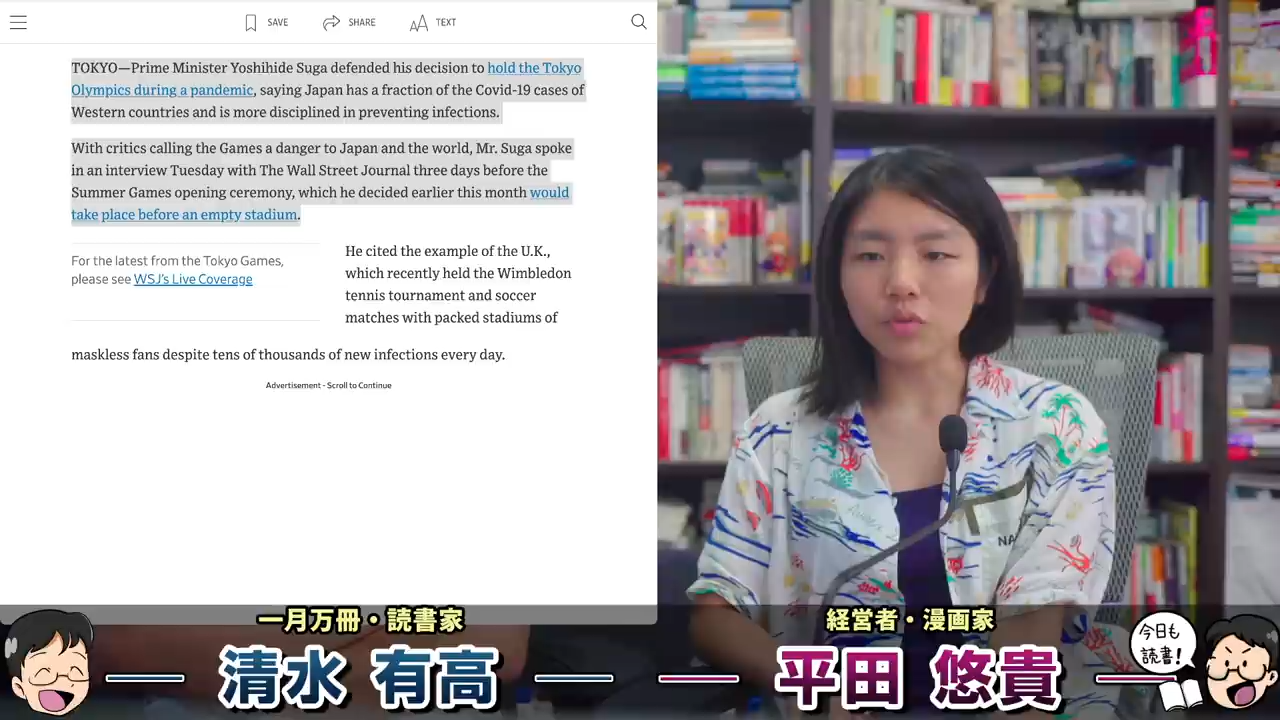 SAVE
SHARE
TEXT
TOKYO—Prime Minister Yoshihide Suga defended his decision to hold the Tokyo
Olympics during a pandemic, saying Japan has a fraction of the Covid-19 cases of
Western countries and is more disciplined in preventing infections.
With critics calling the Games a danger to Japan and the world, Mr. Suga spoke
in an interview Tuesday with The Wall Street Journal three days before the
Summer Games opening ceremony, which he decided earlier this month would
take place before an empty stadium.
For the latest from the Tokyo Games,
please see WSJ's Live Coverage
He cited the example of the U.K.,
which recently held the Wimbledon
tennis tournament and soccer
matches with packed stadiums of
maskless fans despite tens of thousands of new infections every day.
Advertisement - Scroll to Continue
一月万冊・読書家
清水 有高
経営者・漫画家
平田 悠貴
今日も
読書!